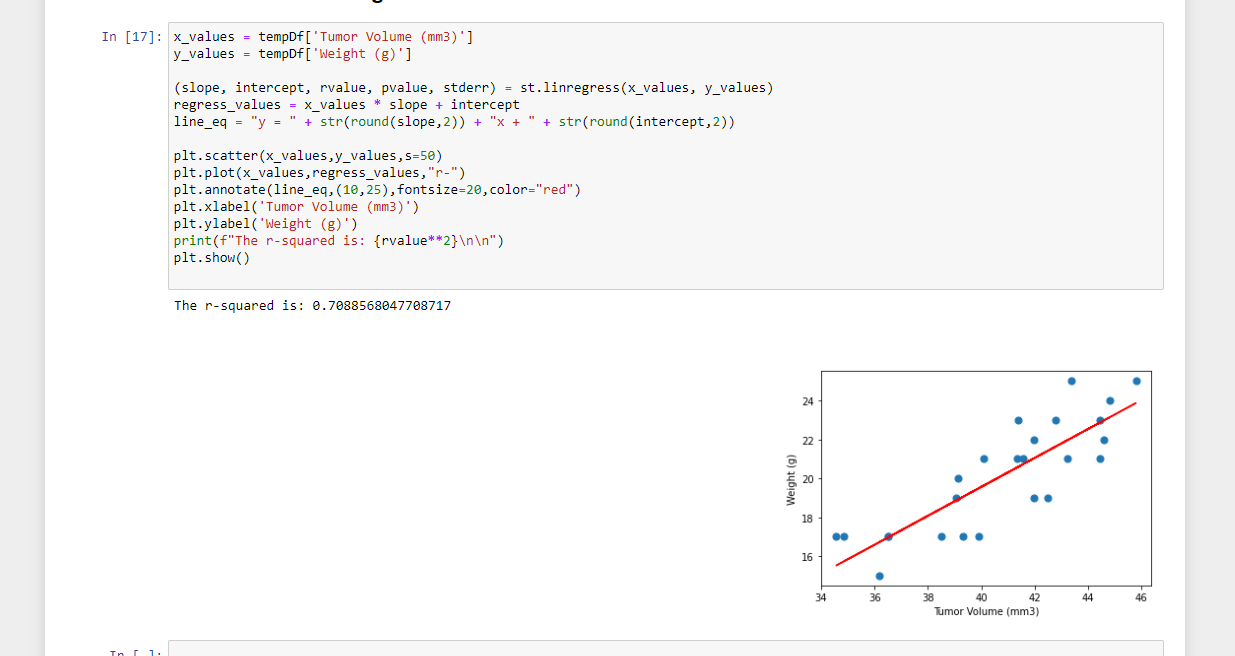 In [17]:
x_values = tempDf['Tumor Volume (mm3)']
y_values = tempDf['Weight (g)']
(slope, intercept, rvalue, pvalue, stderr) = st.linregress(x_values, y_values)
regress_values = x_values * slope + intercept
line_eq = "y = " + str(round(slope,2)) + "x + " + str(round(intercept,2))
plt.scatter(x_values,y_values,s=50)
plt.plot(x_values,regress_values,"r-")
plt.annotate(line_eq,(10,25),fontsize=20,color="red")
plt.xlabel('Tumor Volume (mm3)')
plt.ylabel('Weight (g)')
print(f"The r-squared is: {rvalue**2}\n\n")
plt.show()
The r-squared is: 0.7088568047708717
24
22
20
18
16
Weight (g)
34 36 38 40 42 44 46
Tumor Volume (mm3)
In [ ]: